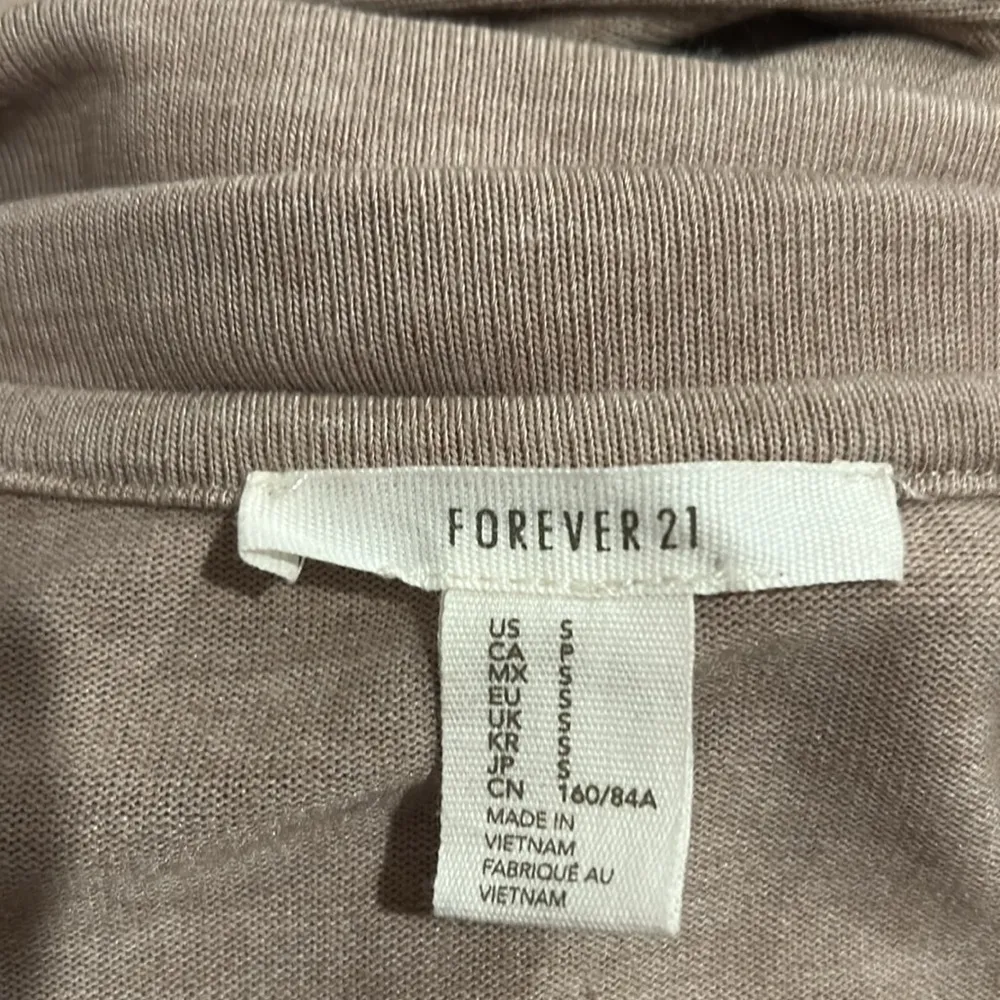 FOREVER 21
US S
CA P
MX S
EU S
UK S
KR S
JP S
CN 160/84A
MADE IN
VIETNAM
FABRIQUÉ AU
VIETNAM